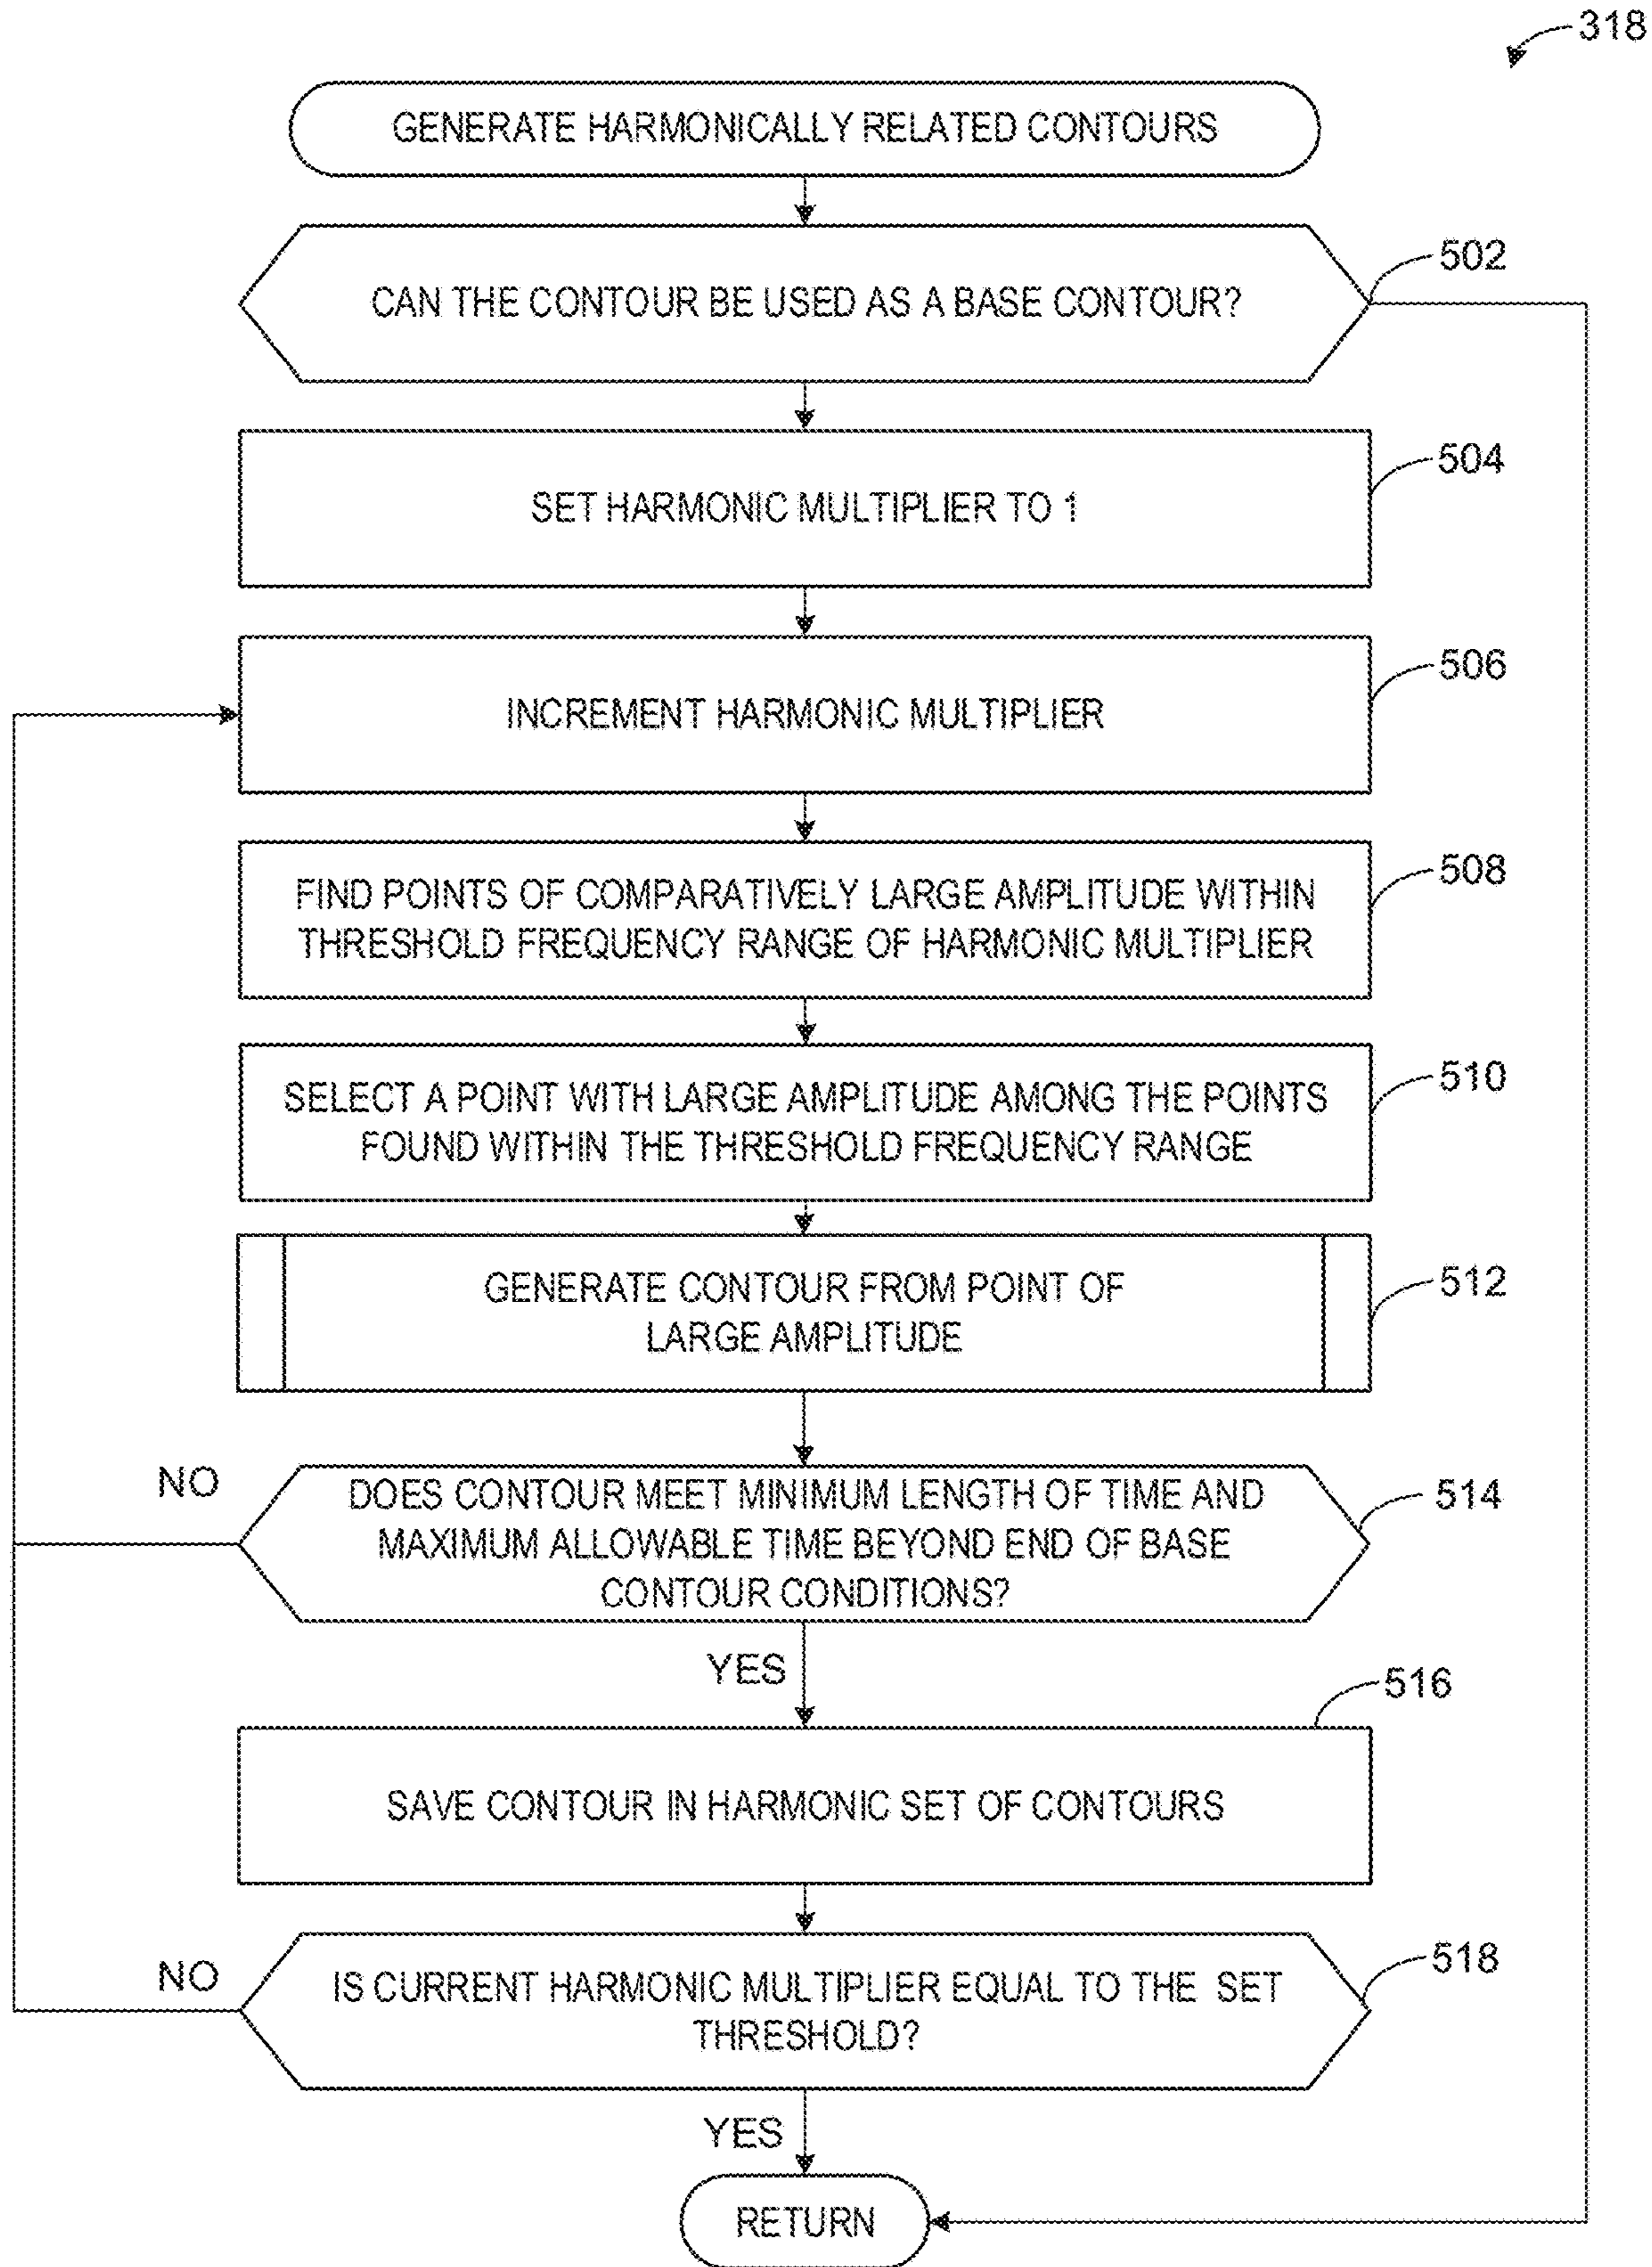 318
GENERATE HARMONICALLY RELATED CONTOURS
502
CAN THE CONTOUR BE USED AS A BASE CONTOUR?
504
SET HARMONIC MULTIPLIER TO 1
506
INCREMENT HARMONIC MULTIPLIER
508
FIND POINTS OF COMPARATIVELY LARGE AMPLITUDE WITHIN
THRESHOLD FREQUENCY RANGE OF HARMONIC MULTIPLIER
510
SELECT A POINT WITH LARGE AMPLITUDE AMONG THE POINTS
FOUND WITHIN THE THRESHOLD FREQUENCY RANGE
512
GENERATE CONTOUR FROM POINT OF
LARGE AMPLITUDE
NO
514
DOES CONTOUR MEET MINIMUM LENGTH OF TIME AND
MAXIMUM ALLOWABLE TIME BEYOND END OF BASE
CONTOUR CONDITIONS?
YES
516
SAVE CONTOUR IN HARMONIC SET OF CONTOURS
NO
518
IS CURRENT HARMONIC MULTIPLIER EQUAL TO THE SET
THRESHOLD?
YES
RETURN